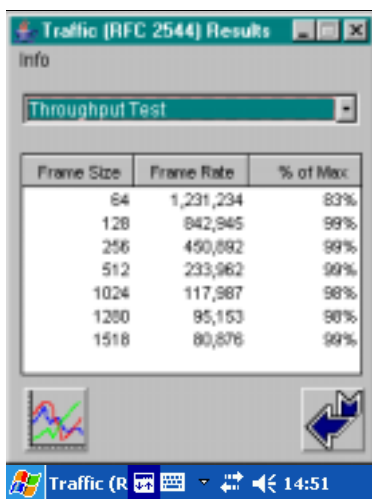 Traffic (RFC 2544) Results
Info
Throughput Test
Frame Size Frame Rate % of Max
64 1,231,234 83%
128 842,945 99%
256 450,892 99%
512 233,962 99%
1024 117,987 98%
1280 95,153 98%
1518 80,876 99%
Traffic (R 14:51